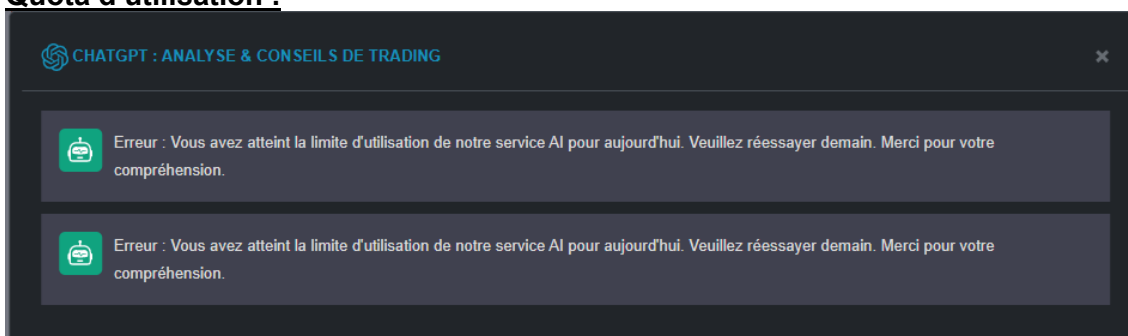 Quota d'utilisation :
CHATGPT : ANALYSE & CONSEILS DE TRADING
×
Erreur : Vous avez atteint la limite d'utilisation de notre service AI pour aujourd'hui. Veuillez réessayer demain. Merci pour votre
compréhension.
Erreur : Vous avez atteint la limite d'utilisation de notre service AI pour aujourd'hui. Veuillez réessayer demain. Merci pour votre
compréhension.